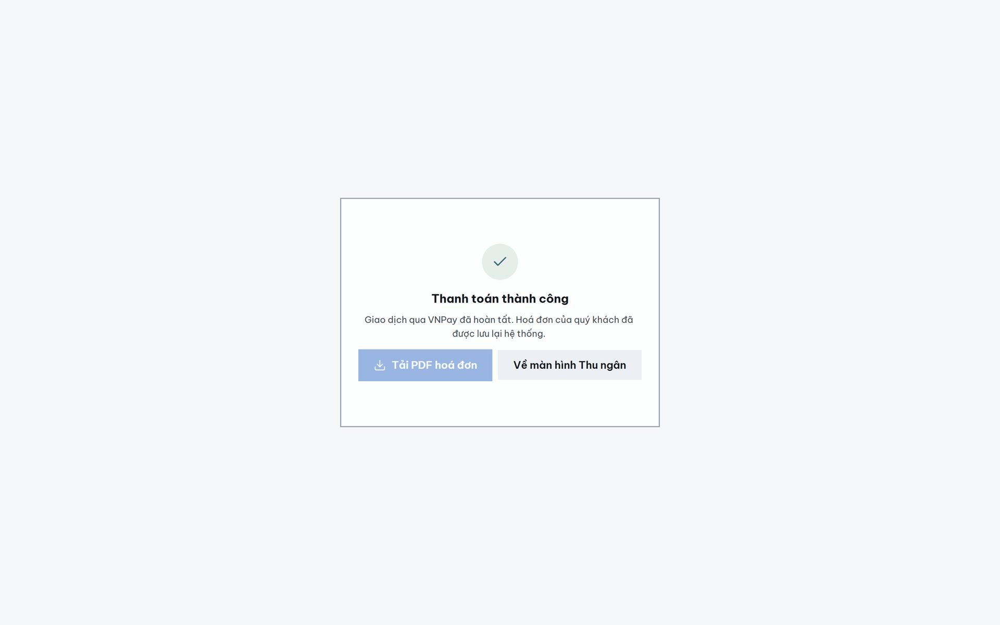 Thanh toán thành công
Giao dịch qua VNPay đã hoàn tất. Hoá đơn của quý khách đã
được lưu lại hệ thống.
Tải PDF hoá đơn
Về màn hình Thu ngân